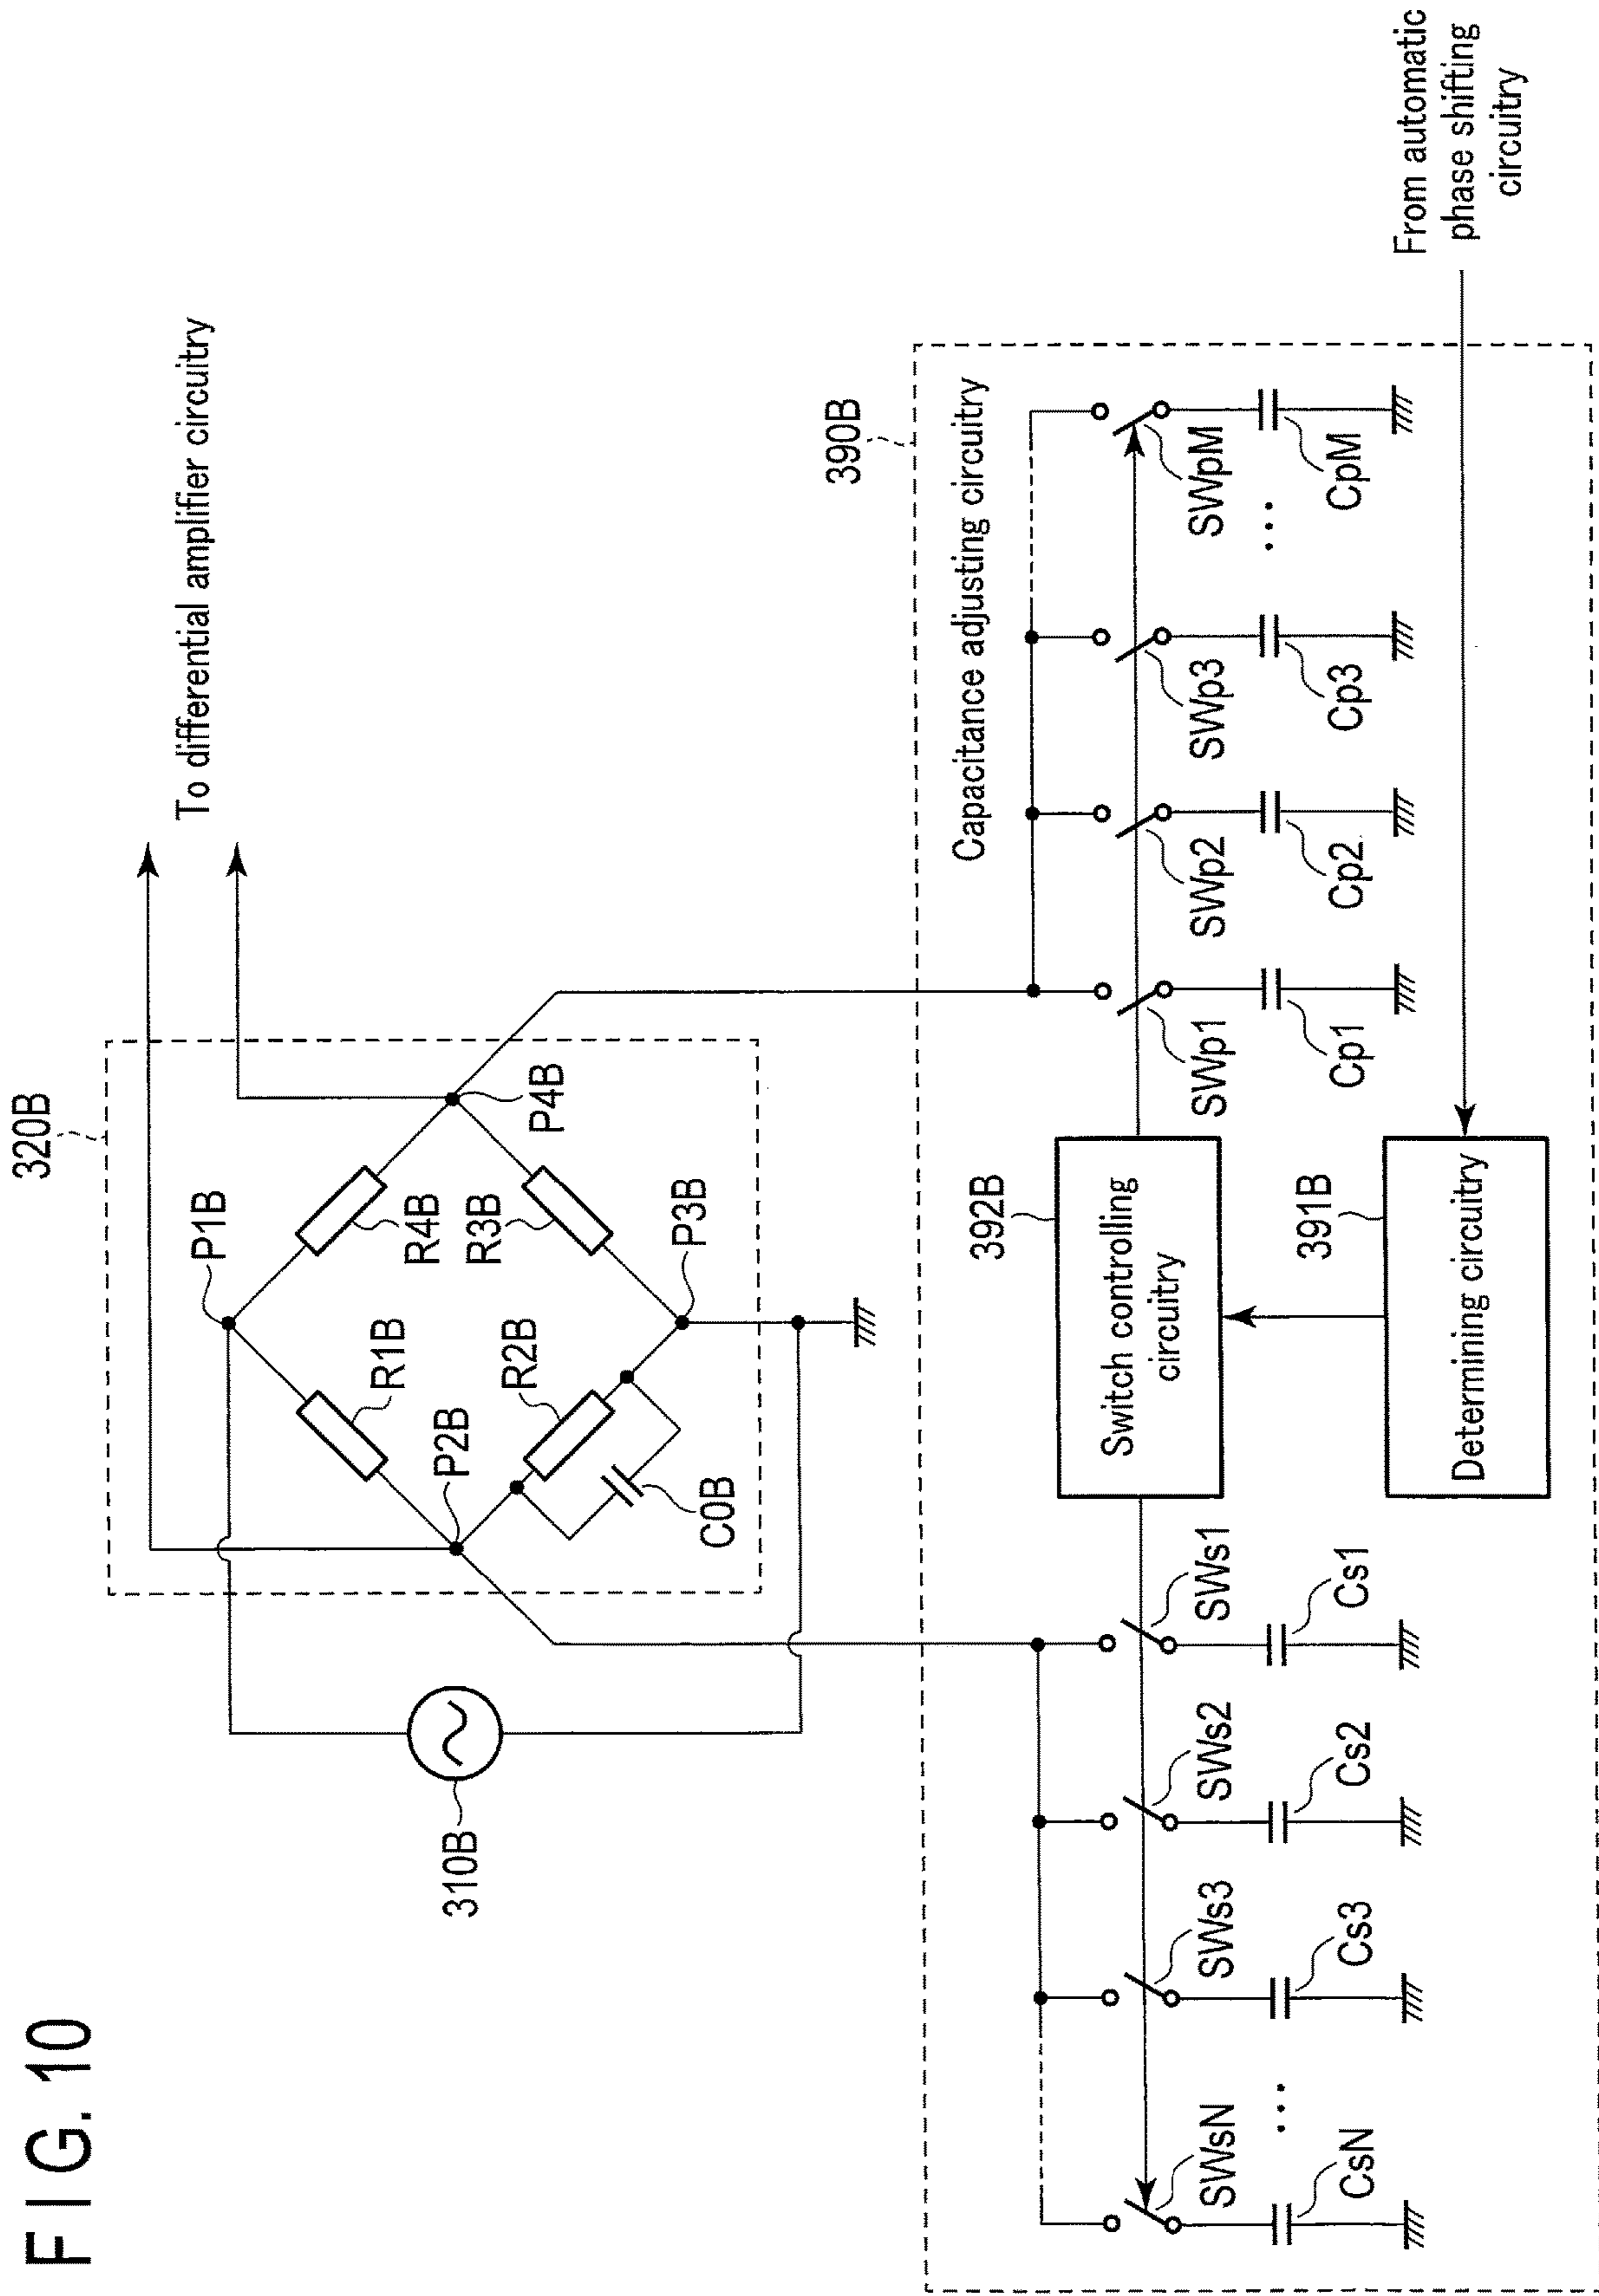 FIG. 10
To differential amplifier circuitry
320B
P1B
R1B
R4B
310B
P2B
R2B
R3B
P4B
C0B
P3B
390B
Capacitance adjusting circuitry
392B
Switch controlling
circuitry
SWsN
SWs3
SWs2
SWs1
SWp1
SWp2
SWp3
SWpM
...
...
CsN
Cs3
Cs2
Cs1
Cp1
Cp2
Cp3
CpM
391B
Determining circuitry
From automatic
phase shifting
circuitry